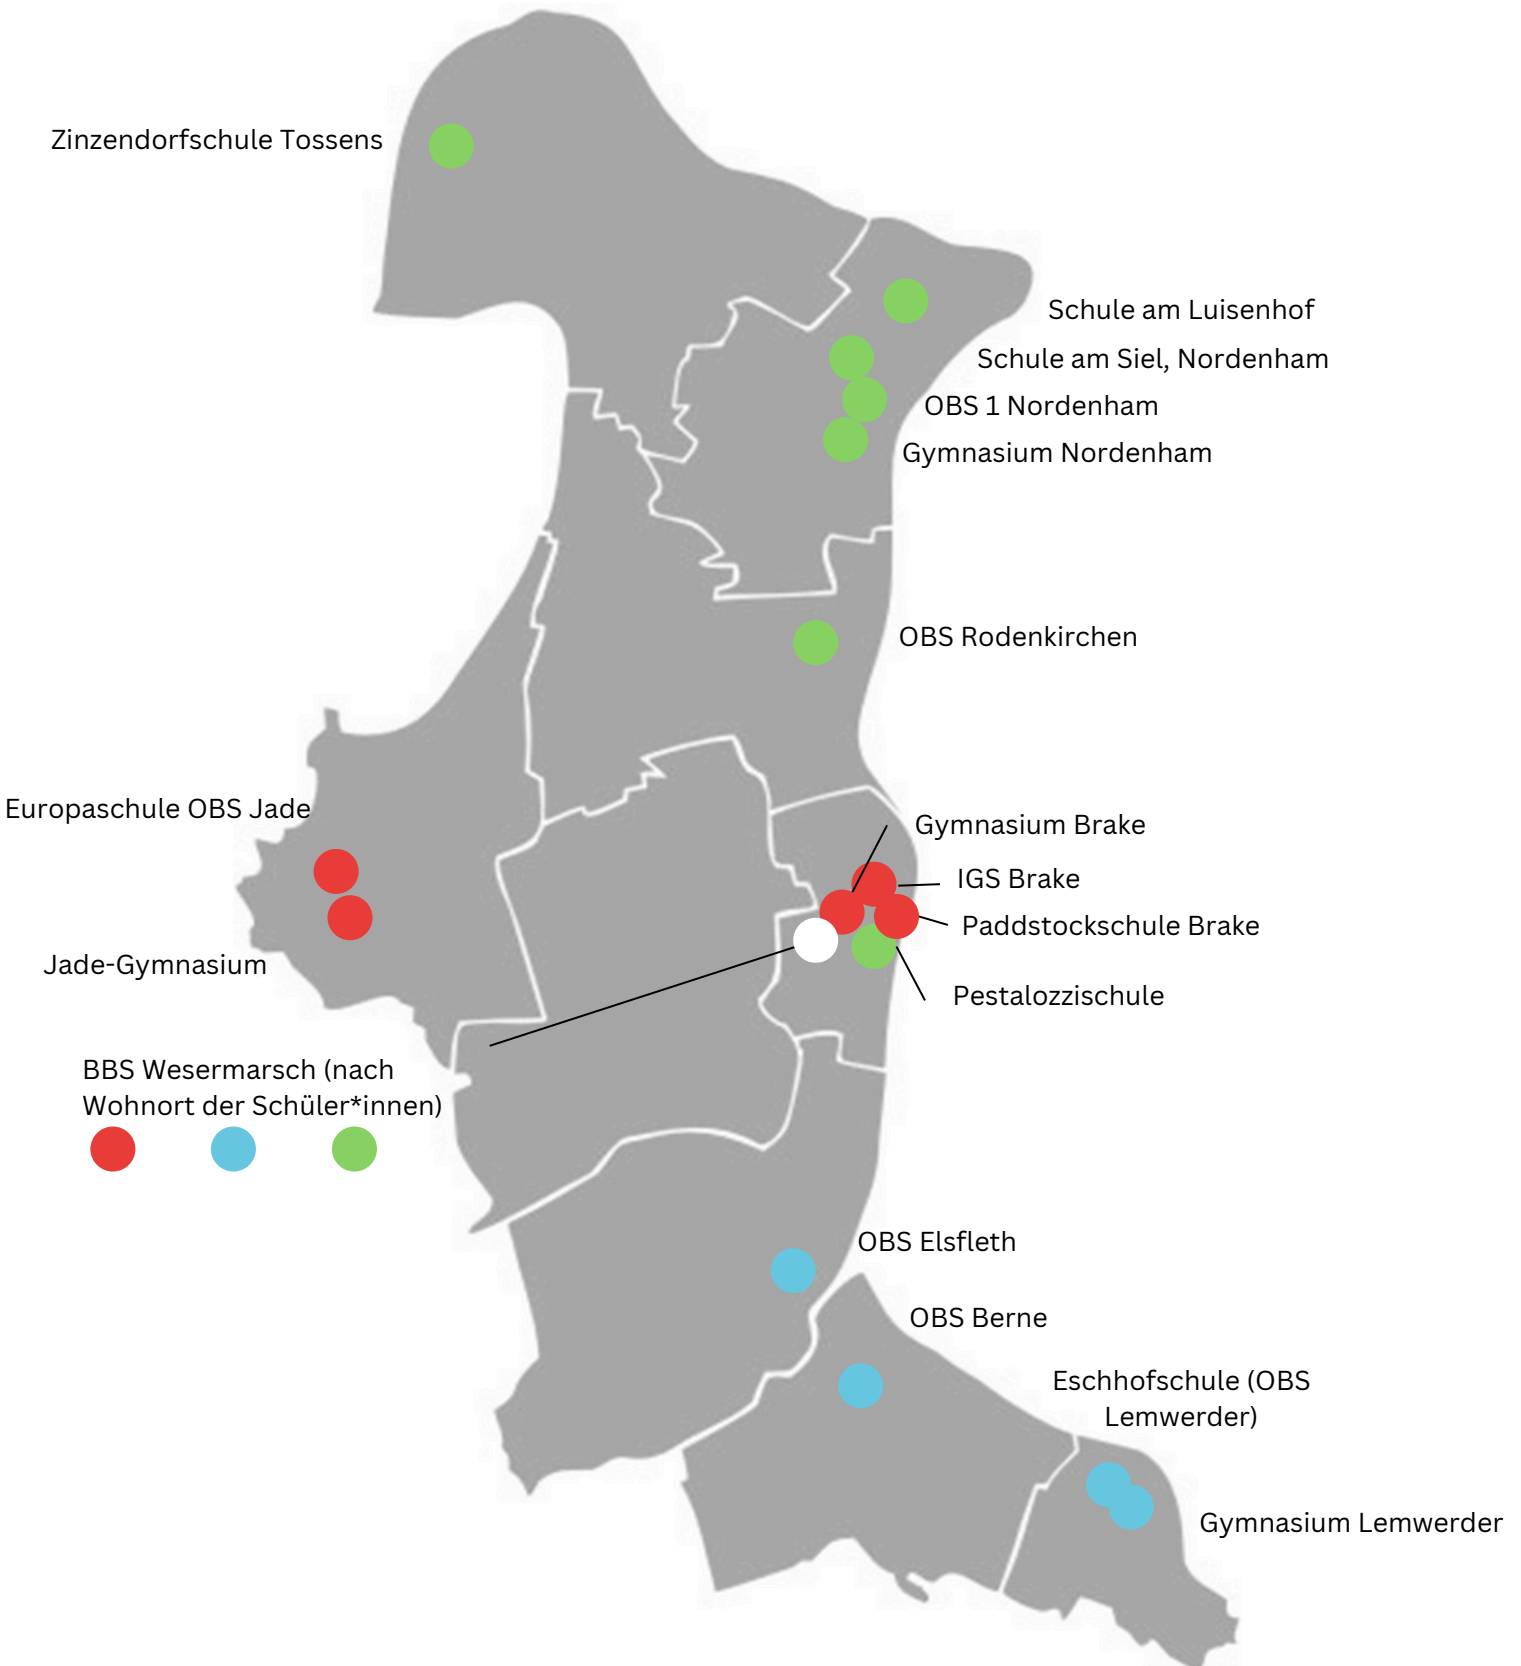 Zinzendorfschule Tossens
Schule am Luisenhof
Schule am Siel, Nordenham
OBS 1 Nordenham
Gymnasium Nordenham
OBS Rodenkirchen
Europaschule OBS Jade
Gymnasium Brake
IGS Brake
Paddstockschule Brake
Jade-Gymnasium
Pestalozzischule
BBS Wesermarsch (nach
Wohnort der Schüler*innen)
OBS Elsfleth
OBS Berne
Eschhofschule (OBS
Lemwerder)
Gymnasium Lemwerder